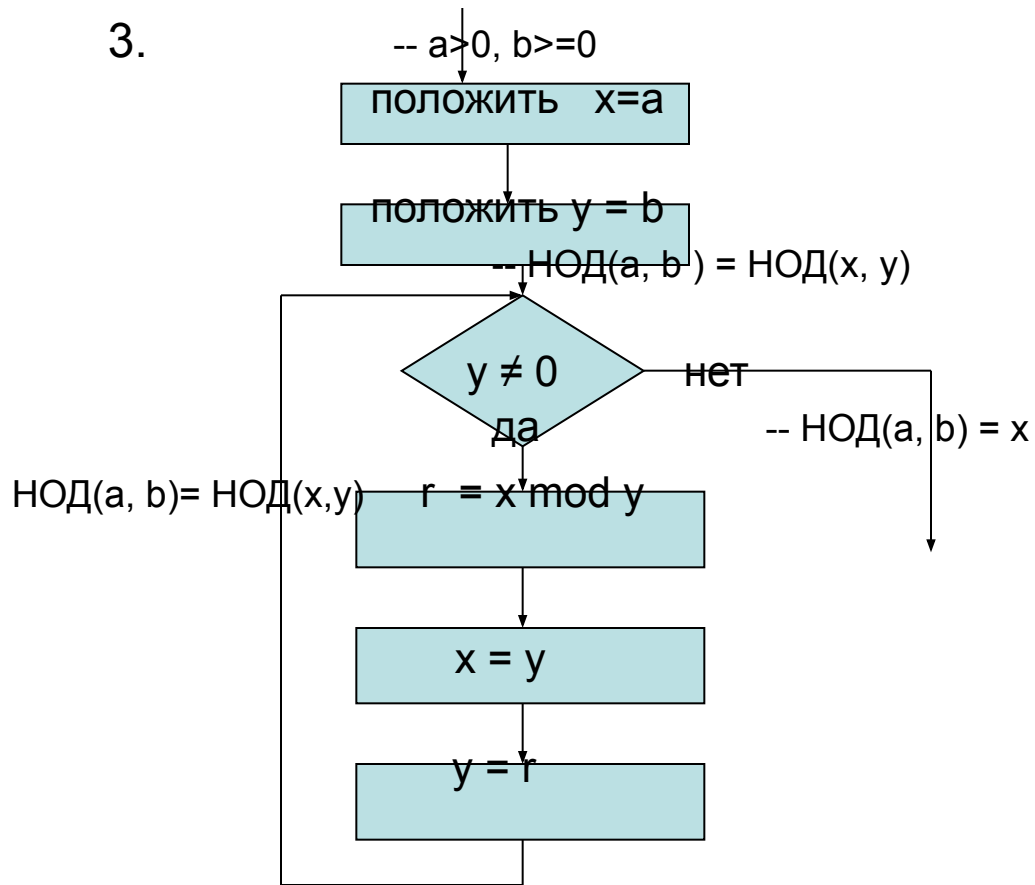 3.
-- a>0, b>=0
положить x=a
положить y = b
-- НОД(a, b ) = НОД(x, y)
y ≠ 0
нет
да
-- НОД(a, b) = x
НОД(a, b)= НОД(x,y)
r = x mod y
x = y
y = r